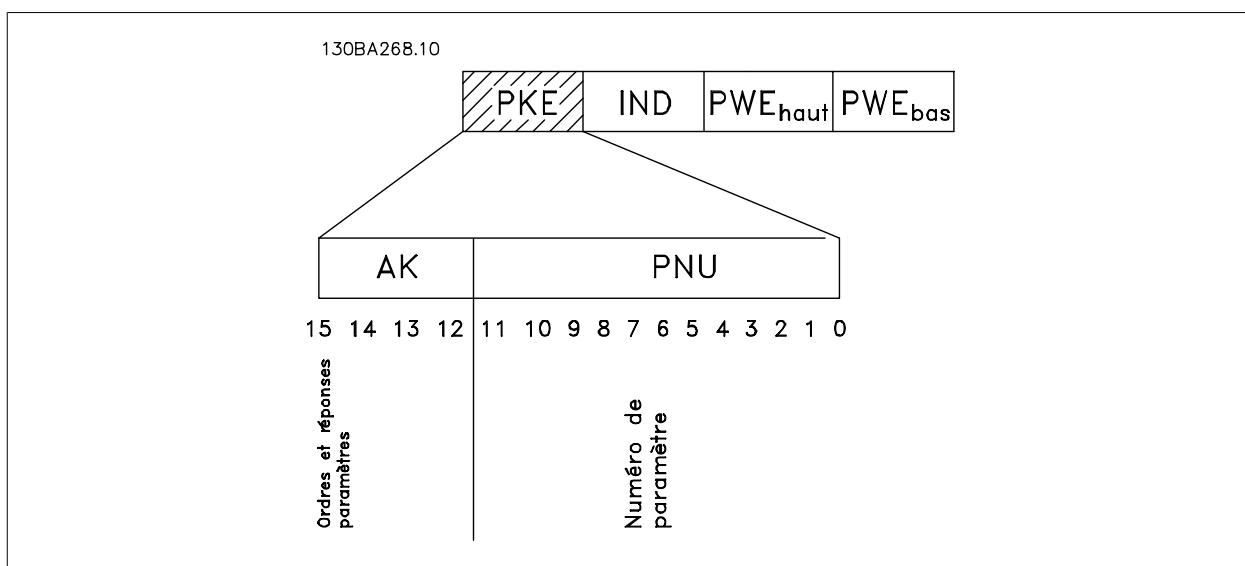 130BA268.10
PKE IND PWEhaut PWEbas
AK PNU
15 14 13 12 11 10 9 8 7 6 5 4 3 2 1 0
Ordres et réponses
paramètres
Numéro de
paramètre